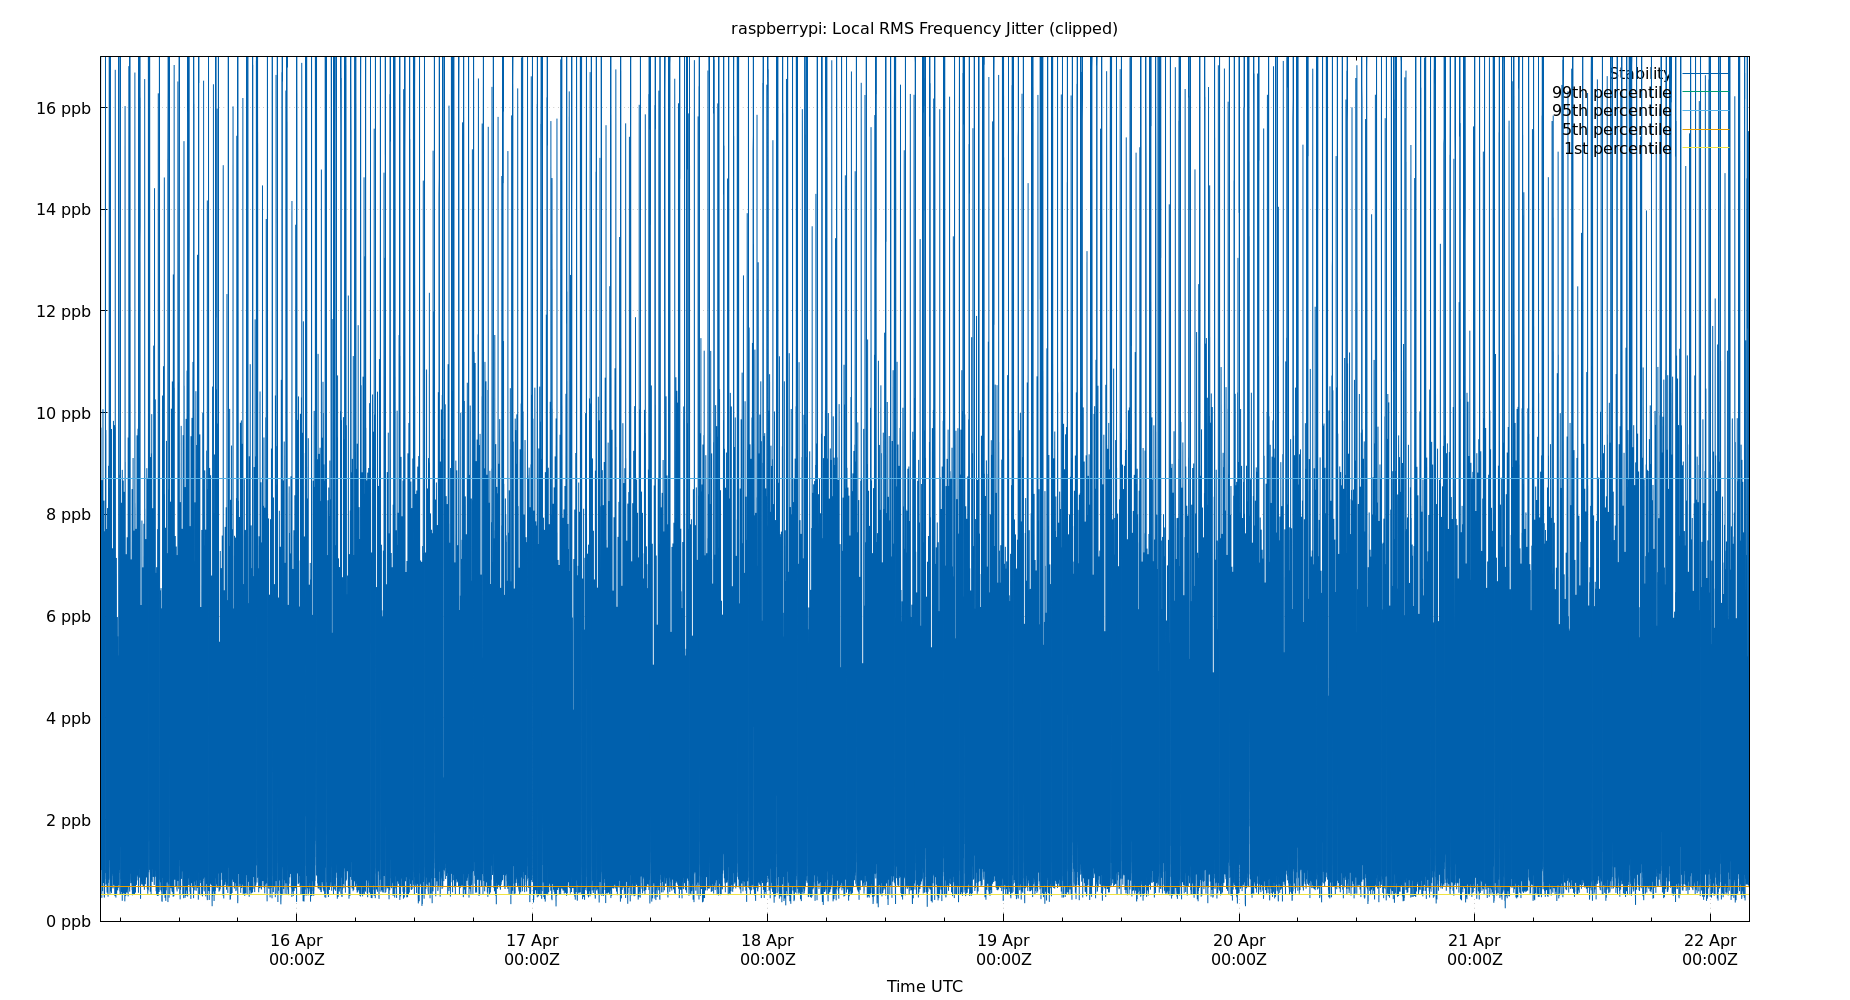 raspberrypi: Local RMS Frequency Jitter (clipped)
Stability
99th percentile
95th percentile
5th percentile
1st percentile
16 ppb
14 ppb
12 ppb
10 ppb
8 ppb
6 ppb
4 ppb
2 ppb
0 ppb
16 Apr 17 Apr 18 Apr 19 Apr 20 Apr 21 Apr 22 Apr
00:00Z 00:00Z 00:00Z 00:00Z 00:00Z 00:00Z 00:00Z
Time UTC